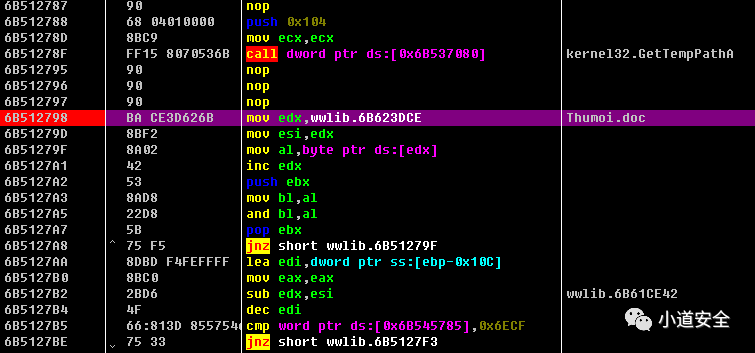 6B512787 90 nop
6B512788 68 04010000 push 0x104
6B51278D 8BC9 mov ecx,ecx
6B51278F FF15 8070536B call dword ptr ds:[0x6B537080] kernel32.GetTempPathA
6B512795 90 nop
6B512796 90 nop
6B512797 90 nop
6B512798 BA CE3D626B mov edx,wwlib.6B623DCE Thumoi.doc
6B51279D 8BF2 mov esi,edx
6B51279F 8A02 mov al,byte ptr ds:[edx]
6B5127A1 42 inc edx
6B5127A2 53 push ebx
6B5127A3 8AD8 mov bl,al
6B5127A5 22D8 and bl,al
6B5127A7 5B pop ebx
6B5127A8 ^ 75 F5 jnz short wwlib.6B51279F
6B5127AA 8DBD F4FEFFFF lea edi,dword ptr ss:[ebp-0x10C]
6B5127B0 8BC0 mov eax,eax
6B5127B2 2BD6 sub edx,esi wwlib.6B61CE42
6B5127B4 4F dec edi
6B5127B5 66:813D 855754 cmp word ptr ds:[0x6B545785],0x6ECF
6B5127BE 75 33 jnz short wwlib.6B5127F3
小道安全